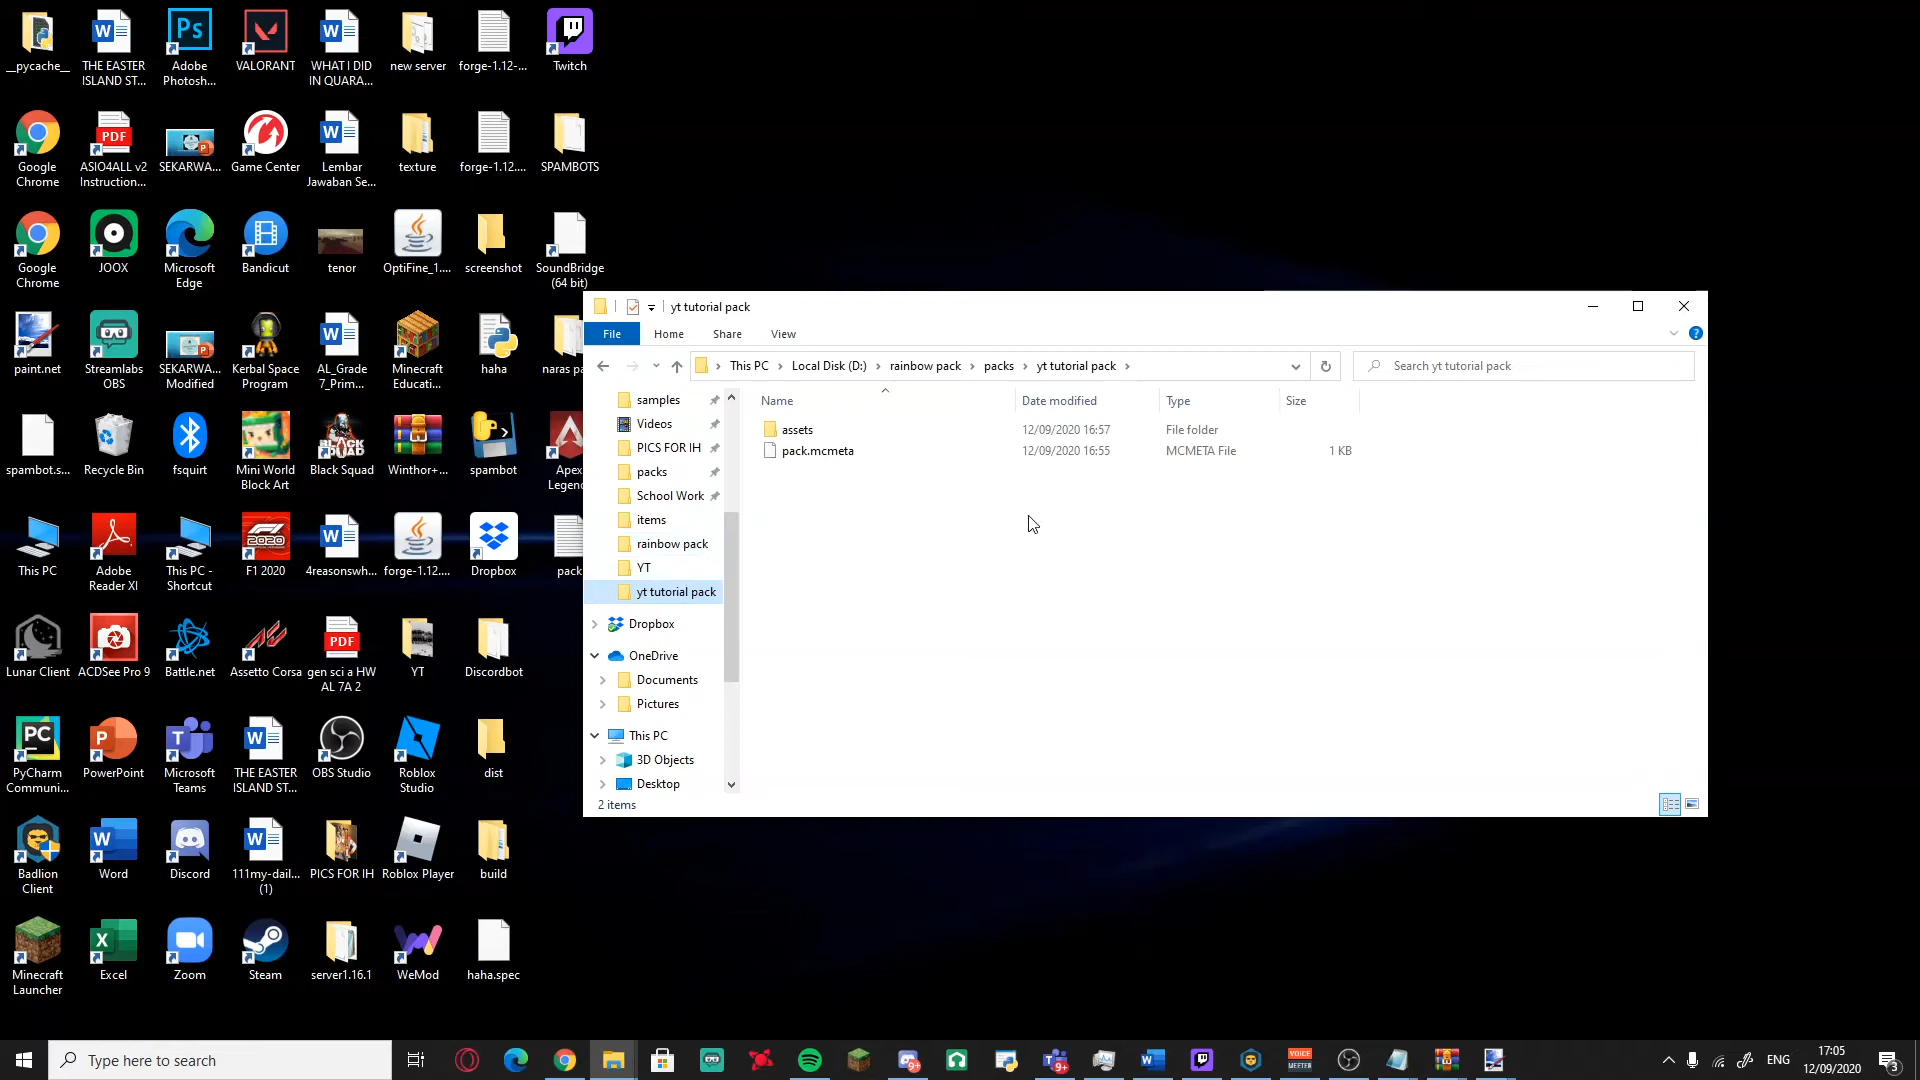 __pycache__
THE EASTER
ISLAND ST...
Adobe
Photosh...
VALORANT
WHAT I DID
IN QUARA...
new server
forge-1.12-...
Twitch
Google
Chrome
ASIO4ALL v2
Instruction...
SEKARWA...
Game Center
Lembar
Jawaban Se...
texture
forge-1.12....
SPAMBOTS
Google
Chrome
JOOX
Microsoft
Edge
Bandicut
tenor
OptiFine_1....
screenshot
SoundBridge
(64 bit)
paint.net
Streamlabs
OBS
SEKARWA...
Modified
Kerbal Space
Program
AL_Grade
7_Prim...
Minecraft
Educati...
haha
naras pa
spambot.s...
Recycle Bin
fsquirt
Mini World
Block Art
Black Squad
Winthor+...
spambot
Apex
Legen
This PC
Adobe
Reader XI
This PC -
Shortcut
F1 2020
4reasonswh...
forge-1.12....
Dropbox
pack
Lunar Client
ACDSee Pro 9
Battle.net
Assetto Corsa
gen sci a HW
AL 7A 2
YT
Discordbot
PyCharm
Communi...
PowerPoint
Microsoft
Teams
THE EASTER
ISLAND ST...
OBS Studio
Roblox
Studio
dist
Badlion
Client
Word
Discord
111my-dail...
(1)
PICS FOR IH
Roblox Player
build
Minecraft
Launcher
Excel
Zoom
Steam
server1.16.1
WeMod
haha.spec
yt tutorial pack
File Home Share View
This PC Local Disk (D:) rainbow pack packs yt tutorial pack
Search yt tutorial pack
Name Date modified Type Size
assets 12/09/2020 16:57 File folder
pack.mcmeta 12/09/2020 16:55 MCMETA File 1 KB
samples
Videos
PICS FOR IH
packs
School Work
items
rainbow pack
YT
yt tutorial pack
Dropbox
OneDrive
Documents
Pictures
This PC
3D Objects
Desktop
2 items
Type here to search
ENG
17:05
12/09/2020
3